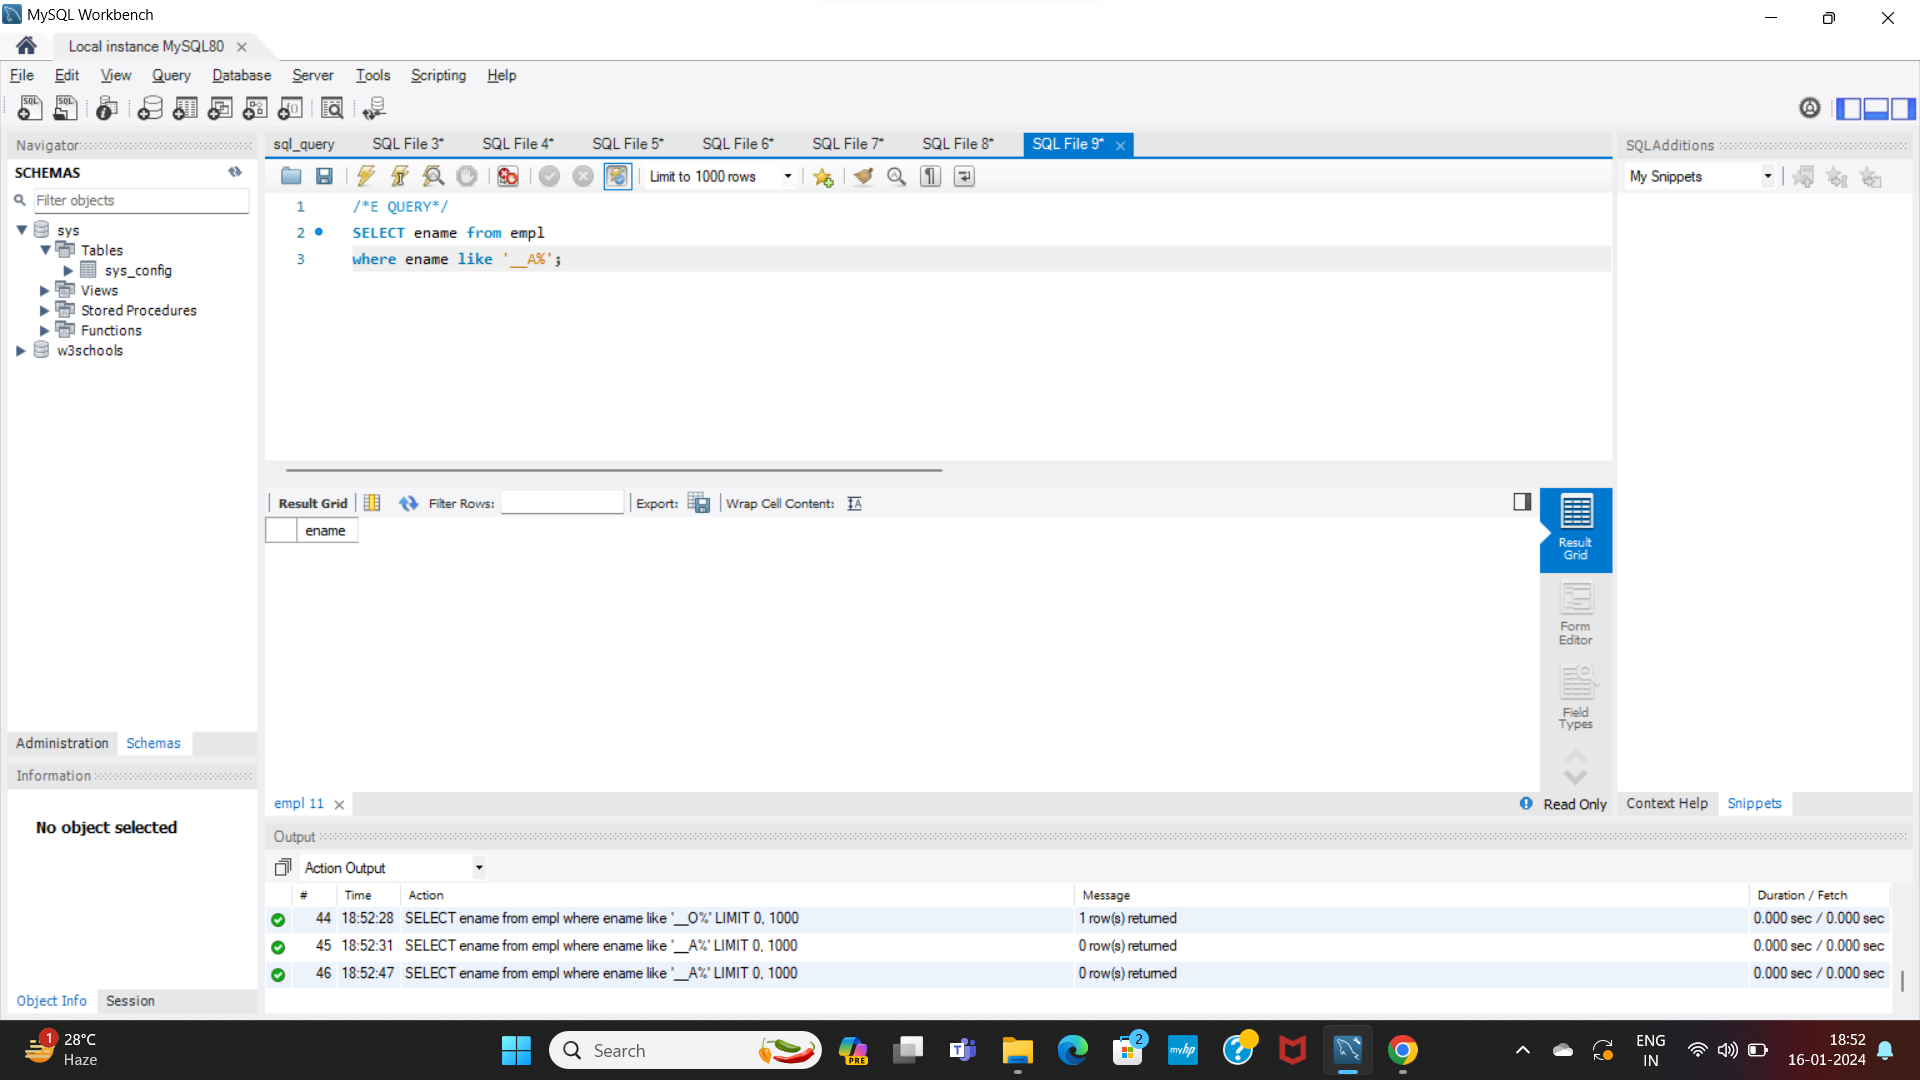 MySQL Workbench
Local instance MySQL80
File Edit View Query Database Server Tools Scripting Help
Navigator
SCHEMAS
Filter objects
sys
Tables
sys_config
Views
Stored Procedures
Functions
w3schools
Administration Schemas
Information
No object selected
Object Info Session
sql_query SQL File 3* SQL File 4* SQL File 5* SQL File 6* SQL File 7* SQL File 8* SQL File 9*
Limit to 1000 rows
1 /*E QUERY*/
2 SELECT ename from empl
3 where ename like '__A%';
Result Grid Filter Rows: Export: Wrap Cell Content:
ename
Result
Grid
Form
Editor
Field
Types
empl 11
Read Only
SQLAdditions
My Snippets
Context Help Snippets
Output
Action Output
# Time Action Message Duration / Fetch
44 18:52:28 SELECT ename from empl where ename like '__O%' LIMIT 0, 1000 1 row(s) returned 0.000 sec / 0.000 sec
45 18:52:31 SELECT ename from empl where ename like '__A%' LIMIT 0, 1000 0 row(s) returned 0.000 sec / 0.000 sec
46 18:52:47 SELECT ename from empl where ename like '__A%' LIMIT 0, 1000 0 row(s) returned 0.000 sec / 0.000 sec
1
28°C
Haze
Search
PRE
2
myhp
ENG
IN
18:52
16-01-2024